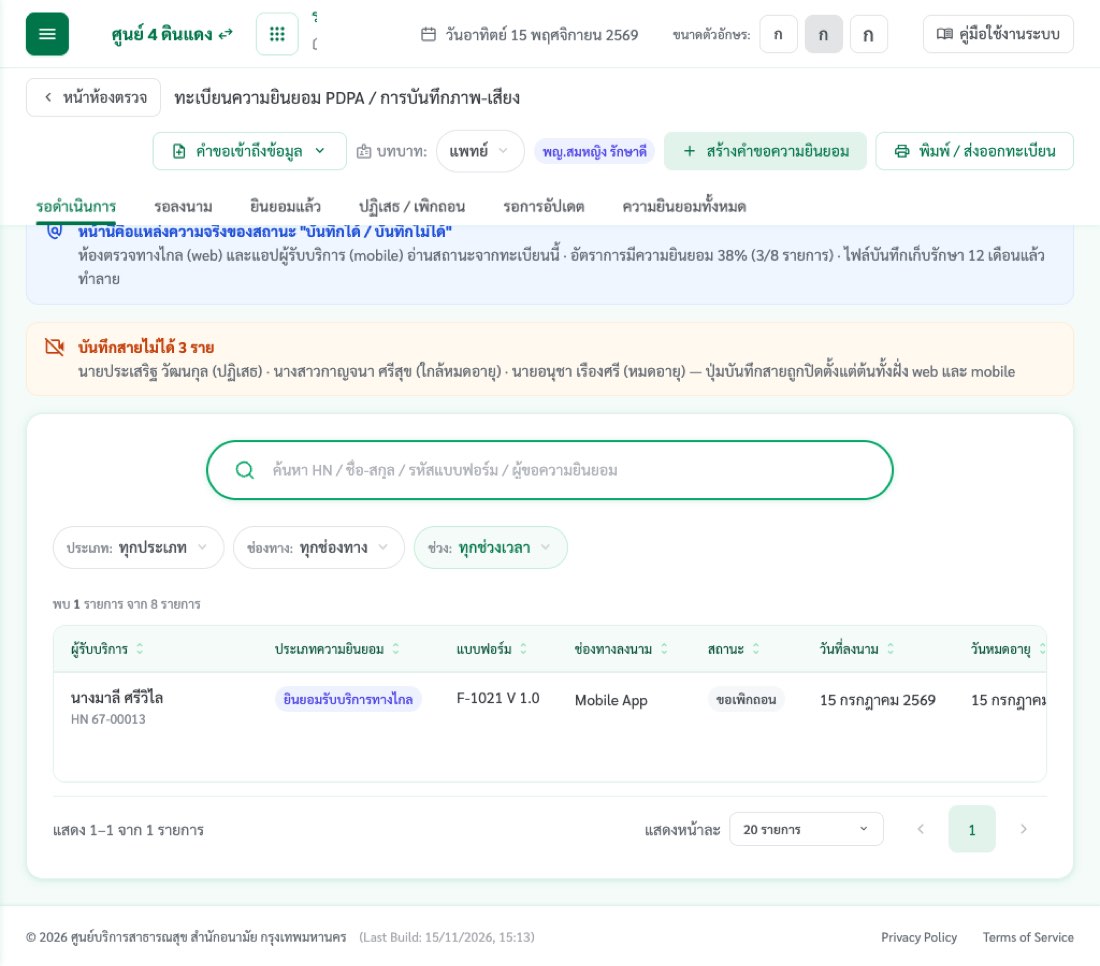 ศูนย์ 4 ดินแดง
วันอาทิตย์ 15 พฤศจิกายน 2569
ขนาดตัวอักษร:
ก
ก
ก
คู่มือใช้งานระบบ
หน้าห้องตรวจ
ทะเบียนความยินยอม PDPA / การบันทึกภาพ-เสียง
คำขอเข้าถึงข้อมูล
บทบาท:
แพทย์
พญ.สมหญิง รักษาดี
+ สร้างคำขอความยินยอม
พิมพ์ / ส่งออกทะเบียน
รอดำเนินการ
รอลงนาม
ยินยอมแล้ว
ปฏิเสธ / เพิกถอน
รอการอัปเดต
ความยินยอมทั้งหมด
หน้านี้คือแหล่งความจริงของสถานะ "บันทึกได้ / บันทึกไม่ได้"
ห้องตรวจทางไกล (web) และแอปผู้รับบริการ (mobile) อ่านสถานะจากทะเบียนนี้ · อัตราการมีความยินยอม 38% (3/8 รายการ) · ไฟล์บันทึกเก็บรักษา 12 เดือนแล้ว
ทำลาย
บันทึกสายไม่ได้ 3 ราย
นายประเสริฐ วัฒนกุล (ปฏิเสธ) · นางสาวกาญจนา ศรีสุข (ใกล้หมดอายุ) · นายอนุชา เรืองศรี (หมดอายุ) — ปุ่มบันทึกสายถูกปิดตั้งแต่ต้นทั้งฝั่ง web และ mobile
ค้นหา HN / ชื่อ-สกุล / รหัสแบบฟอร์ม / ผู้ขอความยินยอม
ประเภท: ทุกประเภท
ช่องทาง: ทุกช่องทาง
ช่วง: ทุกช่วงเวลา
พบ 1 รายการ จาก 8 รายการ
ผู้รับบริการ
ประเภทความยินยอม
แบบฟอร์ม
ช่องทางลงนาม
สถานะ
วันที่ลงนาม
วันหมดอายุ
นางมาลี ศรีวิไล
HN 67-00013
ยินยอมรับบริการทางไกล
F-1021 V 1.0
Mobile App
ขอเพิกถอน
15 กรกฎาคม 2569
15 กรกฎาคม
แสดง 1–1 จาก 1 รายการ
แสดงหน้าละ
20 รายการ
1
© 2026 ศูนย์บริการสาธารณสุข สำนักอนามัย กรุงเทพมหานคร
(Last Build: 15/11/2026, 15:13)
Privacy Policy
Terms of Service